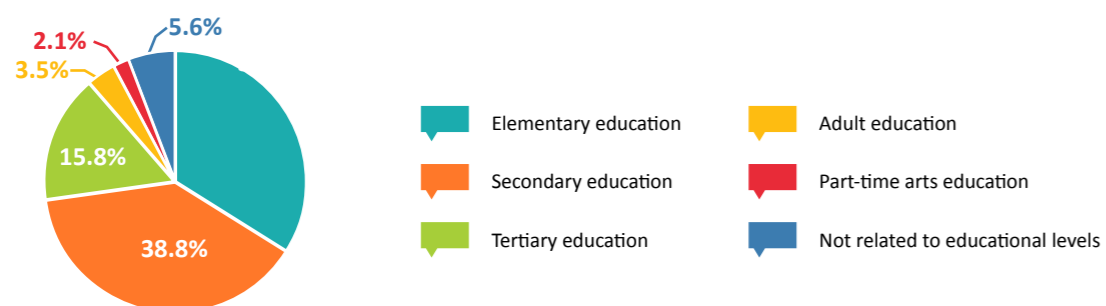 5.6%
2.1%
3.5%
15.8%
38.8%
Elementary education
Secondary education
Tertiary education
Adult education
Part-time arts education
Not related to educational levels